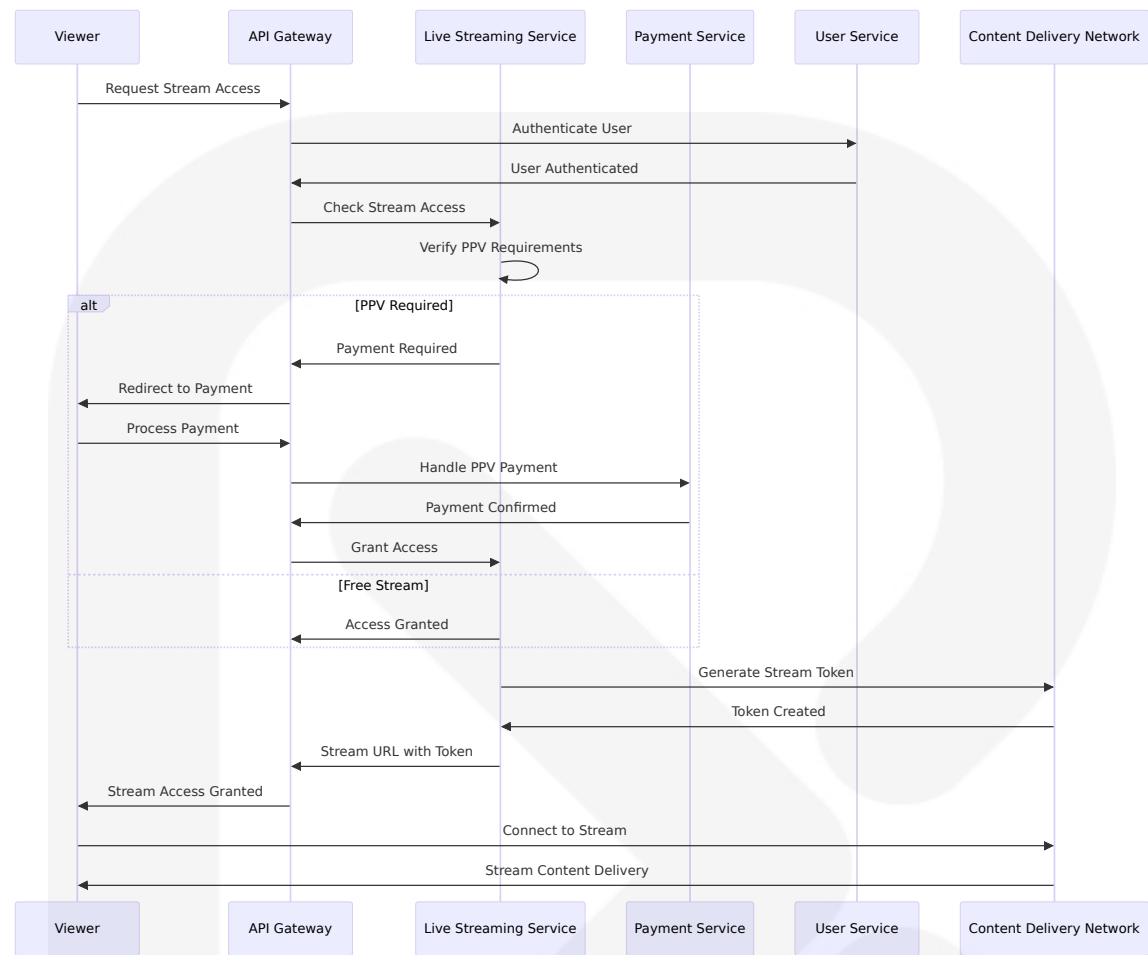 Viewer
API Gateway
Live Streaming Service
Payment Service
User Service
Content Delivery Network
Request Stream Access
Authenticate User
User Authenticated
Check Stream Access
Verify PPV Requirements
alt
[PPV Required]
Payment Required
Redirect to Payment
Process Payment
Handle PPV Payment
Payment Confirmed
Grant Access
[Free Stream]
Access Granted
Generate Stream Token
Token Created
Stream URL with Token
Stream Access Granted
Connect to Stream
Stream Content Delivery
Viewer
API Gateway
Live Streaming Service
Payment Service
User Service
Content Delivery Network